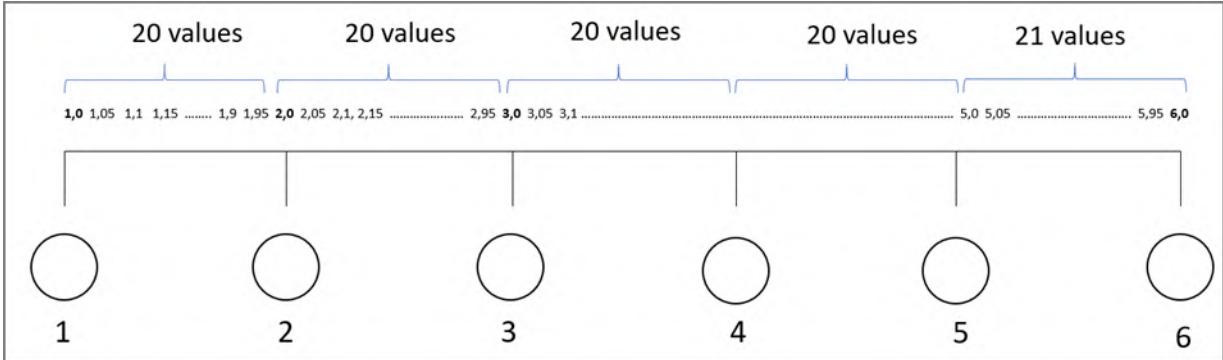 20 values 20 values 20 values 20 values 21 values
1,0 1,05 1,1 1,15 ........ 1,9 1,95 2,0 2,05 2,1, 2,15 ...................... 2,95 3,0 3,05 3,1 ........................................................................................................... 5,0 5,05 ................................. 5,95 6,0
1 2 3 4 5 6